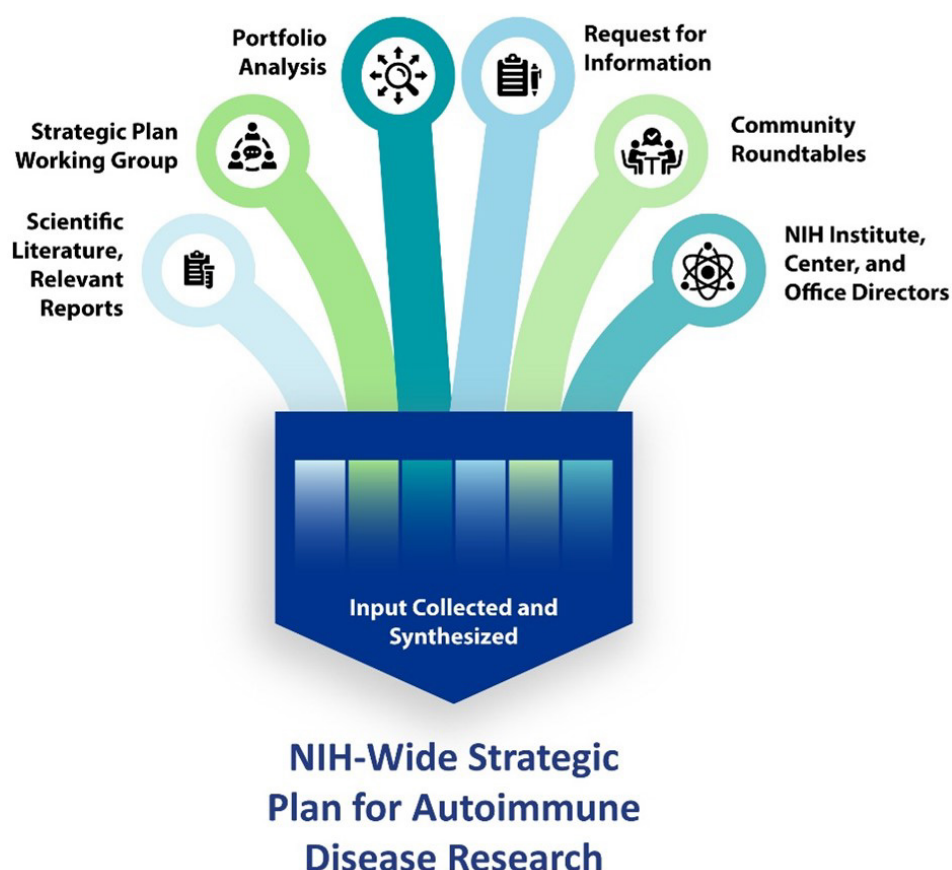 Portfolio
Analysis
Request for
Information
Strategic Plan
Working Group
Community
Roundtables
Scientific
Literature,
Relevant
Reports
NIH Institute,
Center, and
Office Directors
Input Collected and
Synthesized
NIH-Wide Strategic
Plan for Autoimmune
Disease Research